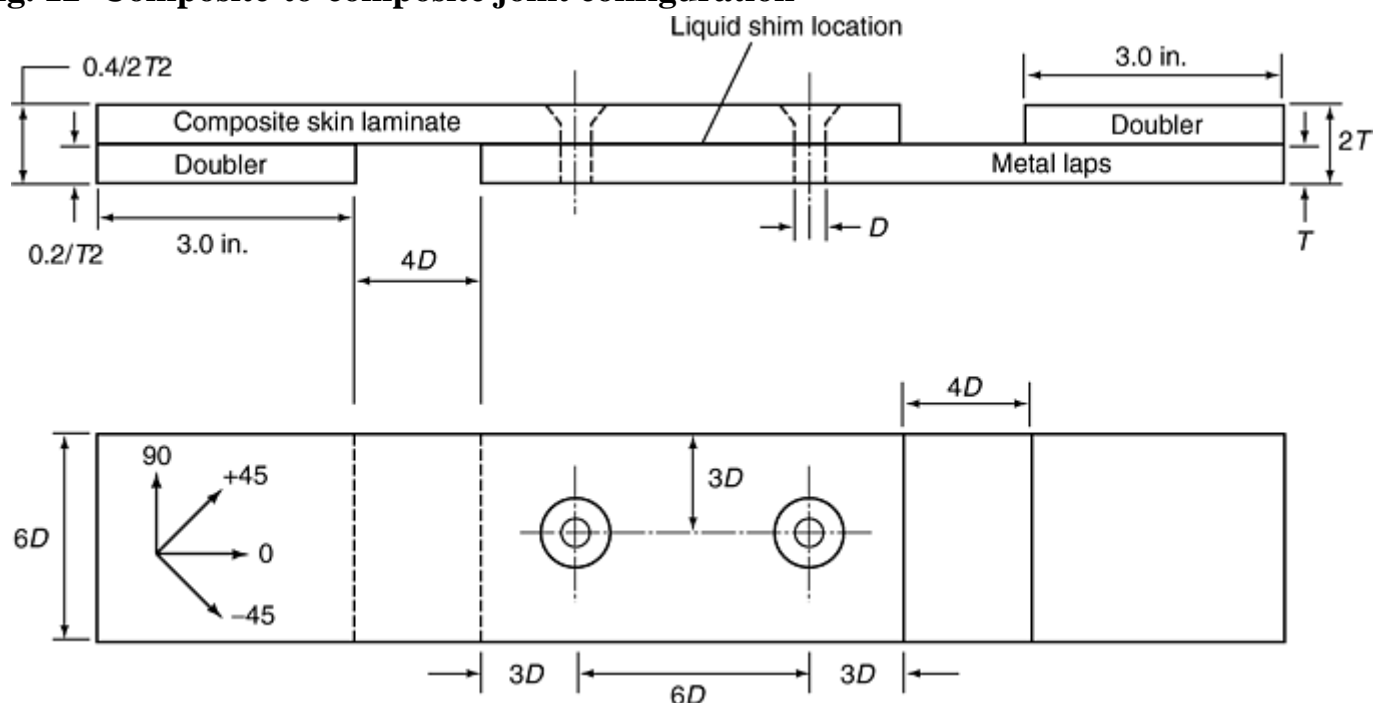 Fig. 12 Composite-to-composite joint configuration
Liquid shim location
0.4/2T2
3.0 in.
Composite skin laminate
Doubler
2T
Doubler
Metal laps
0.2/T2
3.0 in.
D
T
4D
4D
90
+45
3D
6D
0
−45
3D
6D
3D